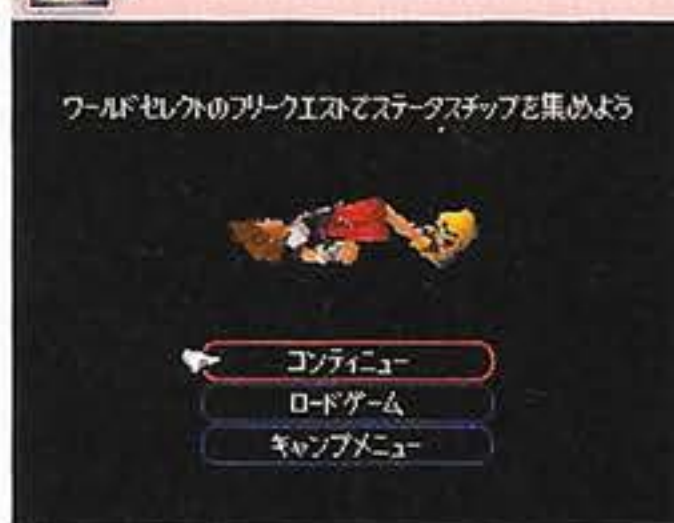 ワールドセレクトのフリークエストでステータスチップを集めよう
コンティニュー
ロードゲーム
キャンプメニュー